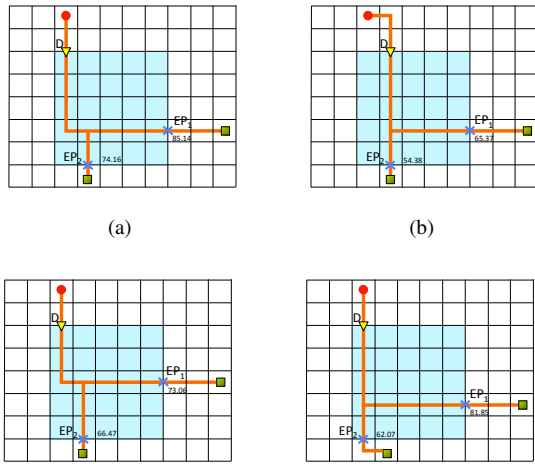 D
EP1
85.14
EP2
74.16
(a)
D
EP1
65.37
EP2
54.38
(b)
D
EP1
73.06
EP2
66.47
D
EP1
81.85
EP2
62.07